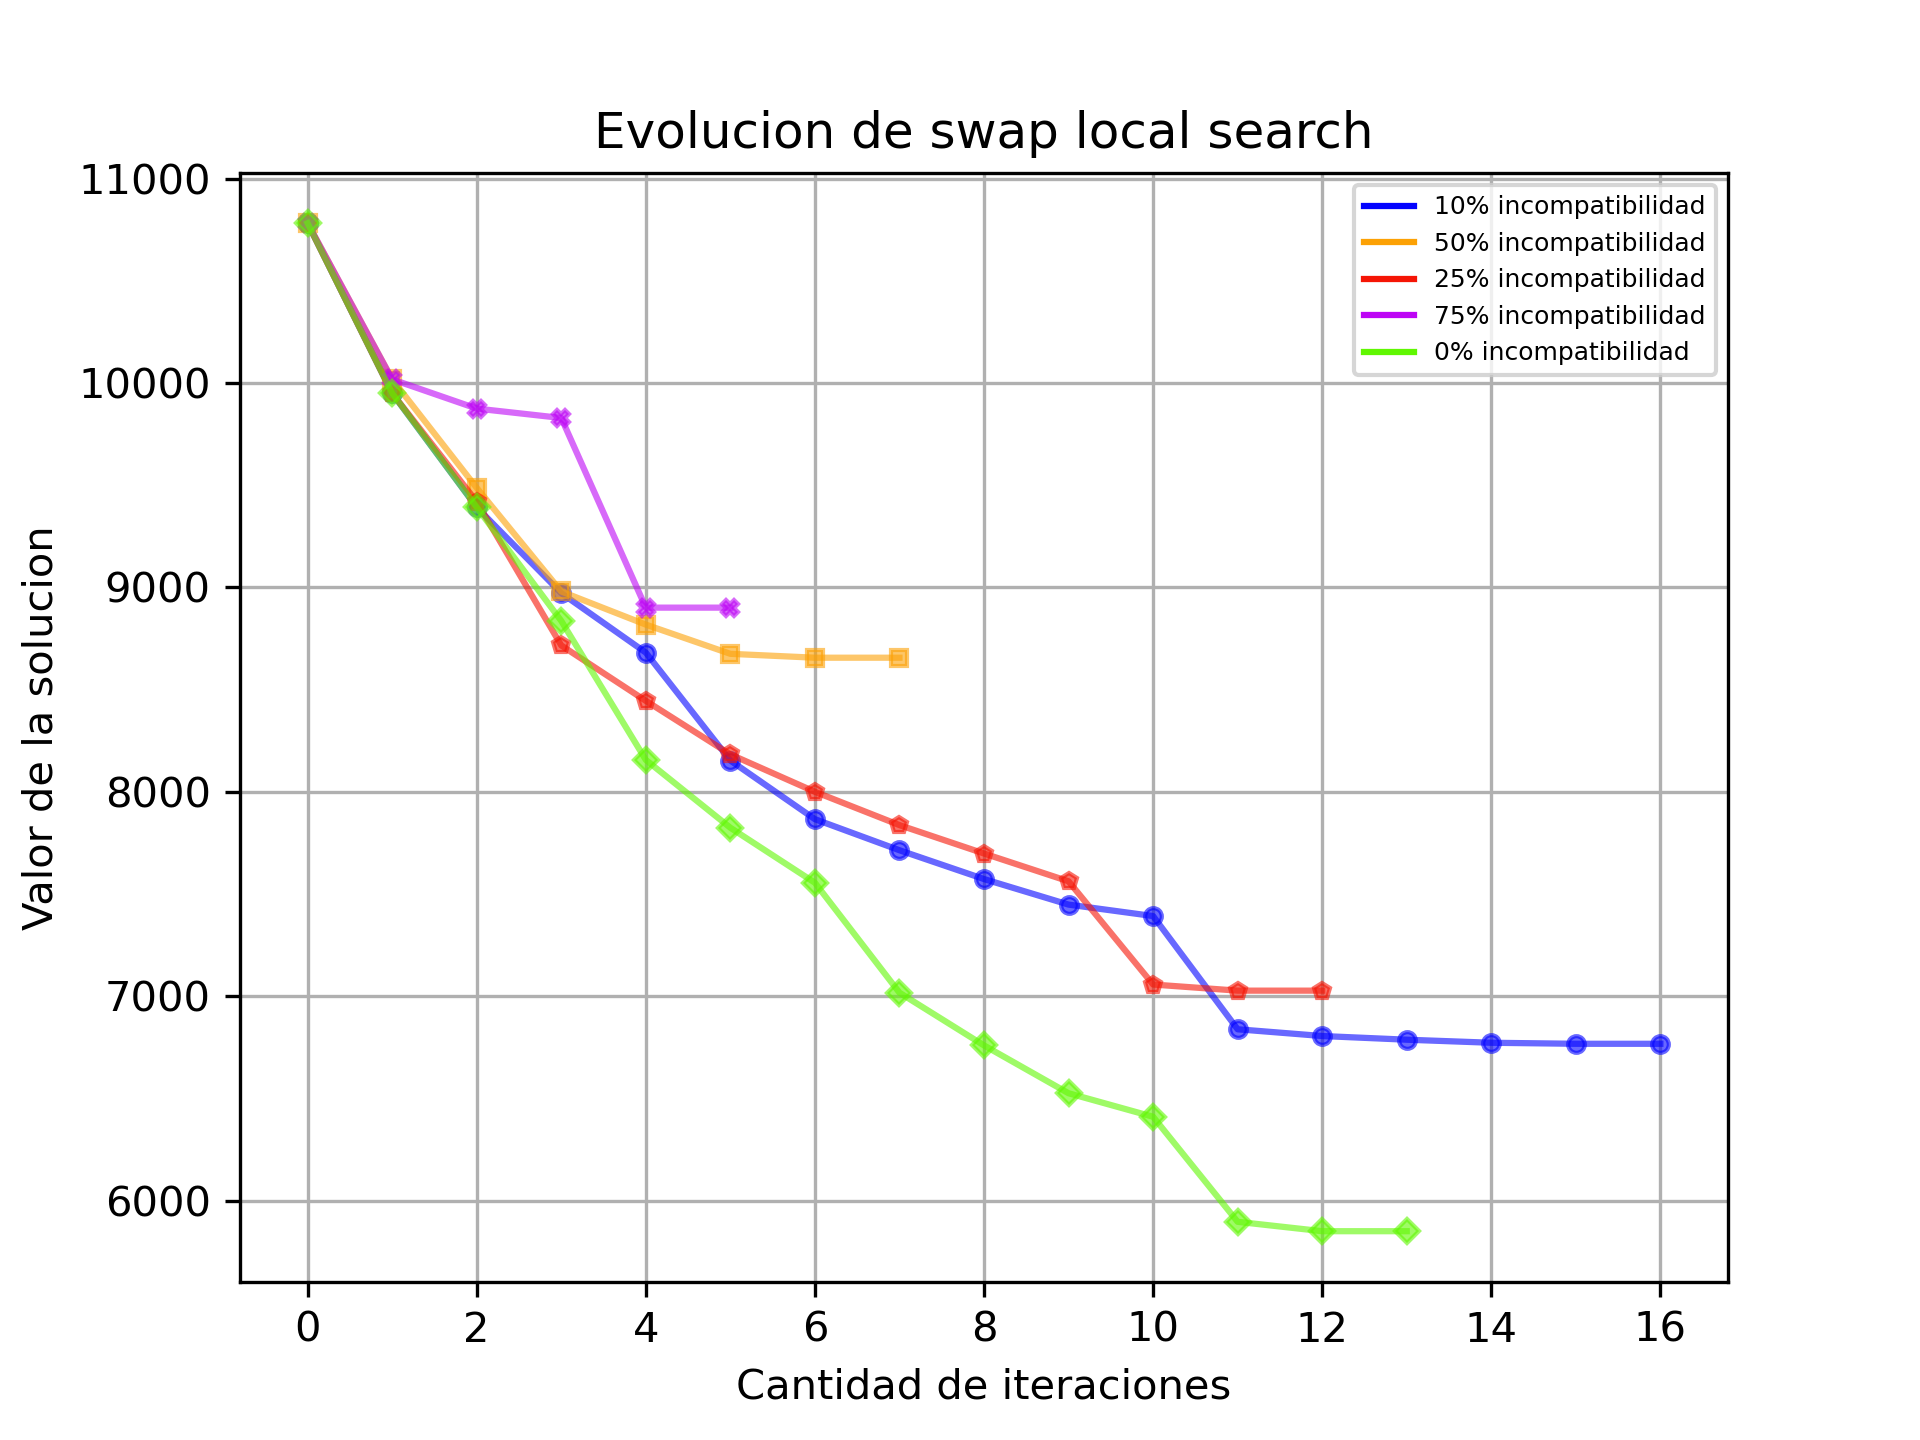 Evolucion de swap local search
11000
10000
9000
8000
7000
6000
Valor de la solucion
10% incompatibilidad
50% incompatibilidad
25% incompatibilidad
75% incompatibilidad
0% incompatibilidad
0 2 4 6 8 10 12 14 16
Cantidad de iteraciones